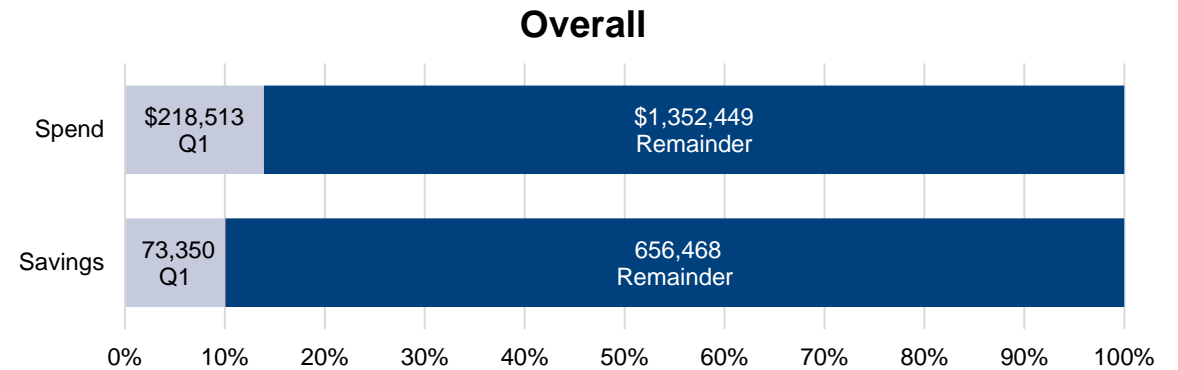 Overall
Spend
$218,513
Q1
$1,352,449
Remainder
Savings
73,350
Q1
656,468
Remainder
0% 10% 20% 30% 40% 50% 60% 70% 80% 90% 100%